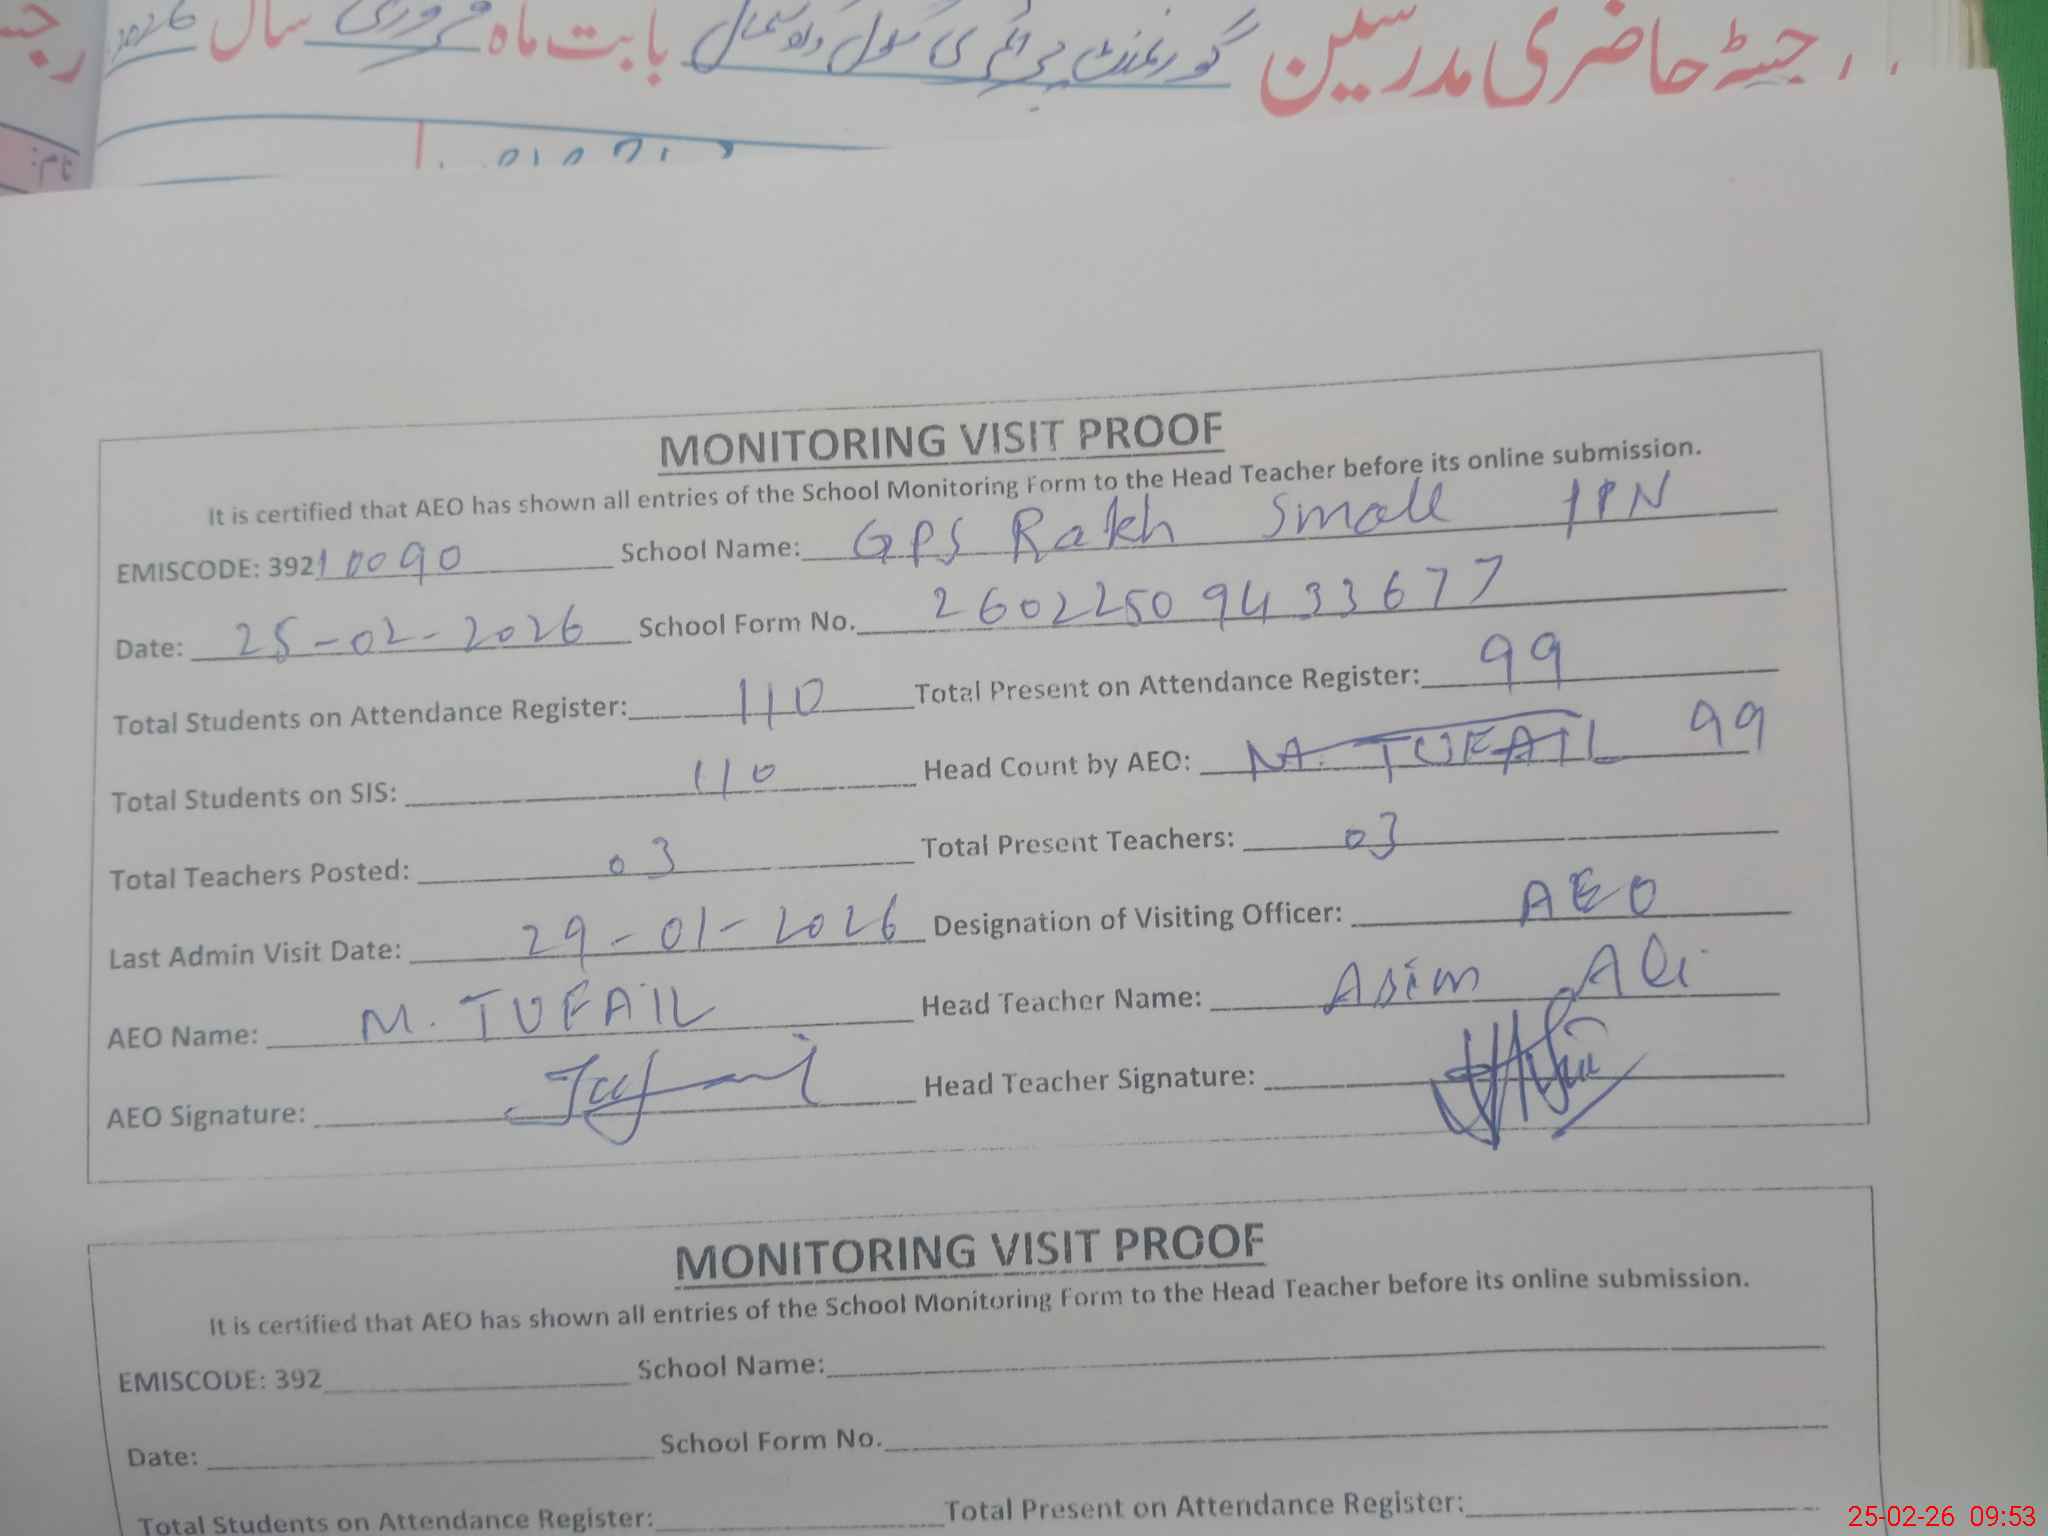 رجسٹر حاضری مدرسین گورنمنٹ پرائمری سکول رکھ سمال بابت ماہ فروری سال 2026
MONITORING VISIT PROOF
It is certified that AEO has shown all entries of the School Monitoring Form to the Head Teacher before its online submission.
EMISCODE: 39210090 School Name: GPS Rakh Small 1PN
Date: 25-02-2026 School Form No. 2602250943 3677
Total Students on Attendance Register: 110 Total Present on Attendance Register: 99
Total Students on SIS: 110 Head Count by AEO: M. TUFAIL 99
Total Teachers Posted: 03 Total Present Teachers: 03
Last Admin Visit Date: 29-01-2026 Designation of Visiting Officer: AEO
AEO Name: M. TUFAIL Head Teacher Name: Asim Ali
AEO Signature: Head Teacher Signature:
MONITORING VISIT PROOF
It is certified that AEO has shown all entries of the School Monitoring Form to the Head Teacher before its online submission.
EMISCODE: 392 School Name:
Date: School Form No.
Total Students on Attendance Register: Total Present on Attendance Register:
25-02-26 09:53